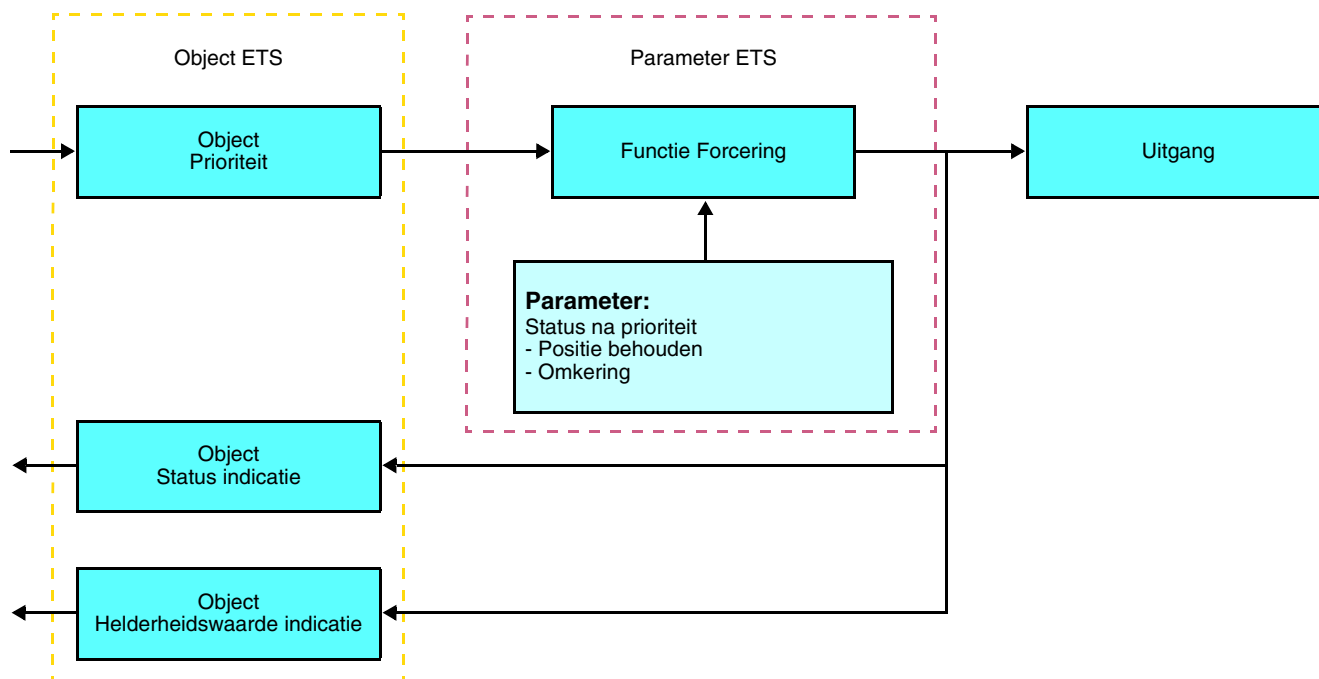 Object ETS
Parameter ETS
Object
Prioriteit
Functie Forcering
Uitgang
Parameter:
Status na prioriteit
- Positie behouden
- Omkering
Object
Status indicatie
Object
Helderheidswaarde indicatie